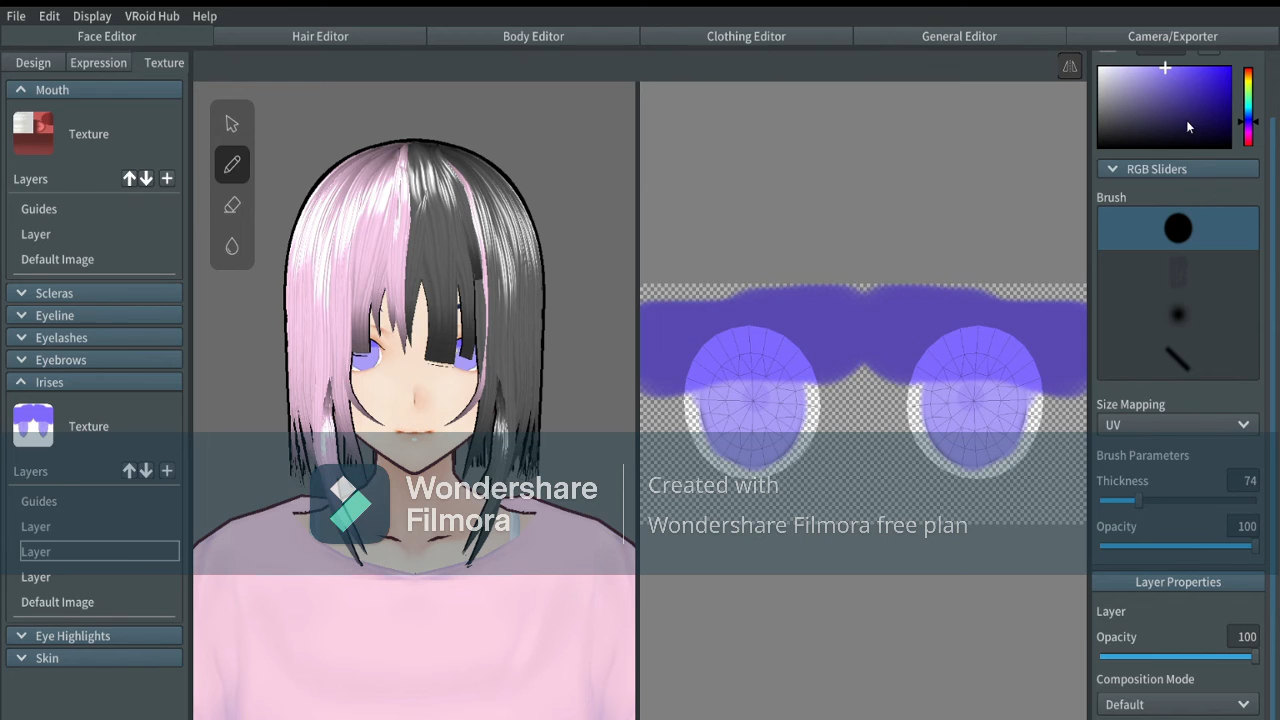 File Edit Display VRoid Hub Help
Face Editor Hair Editor Body Editor Clothing Editor General Editor Camera/Exporter
Design Expression Texture
Mouth
Texture
Layers
Guides
Layer
Default Image
Scleras
Eyeline
Eyelashes
Eyebrows
Irises
Texture
Layers
Guides
Layer
Layer
Layer
Default Image
Eye Highlights
Skin
Wondershare
Filmora
Created with
Wondershare Filmora free plan
RGB Sliders
Brush
Size Mapping
UV
Brush Parameters
Thickness 74
Opacity 100
Layer Properties
Layer
Opacity 100
Composition Mode
Default